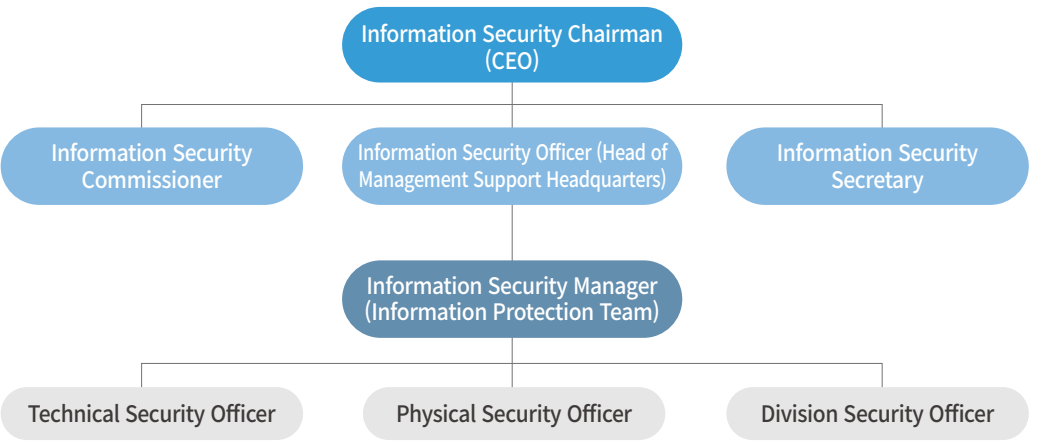 Information Security Chairman
(CEO)
Information Security
Commissioner
Information Security Officer (Head of
Management Support Headquarters)
Information Security
Secretary
Information Security Manager
(Information Protection Team)
Technical Security Officer
Physical Security Officer
Division Security Officer